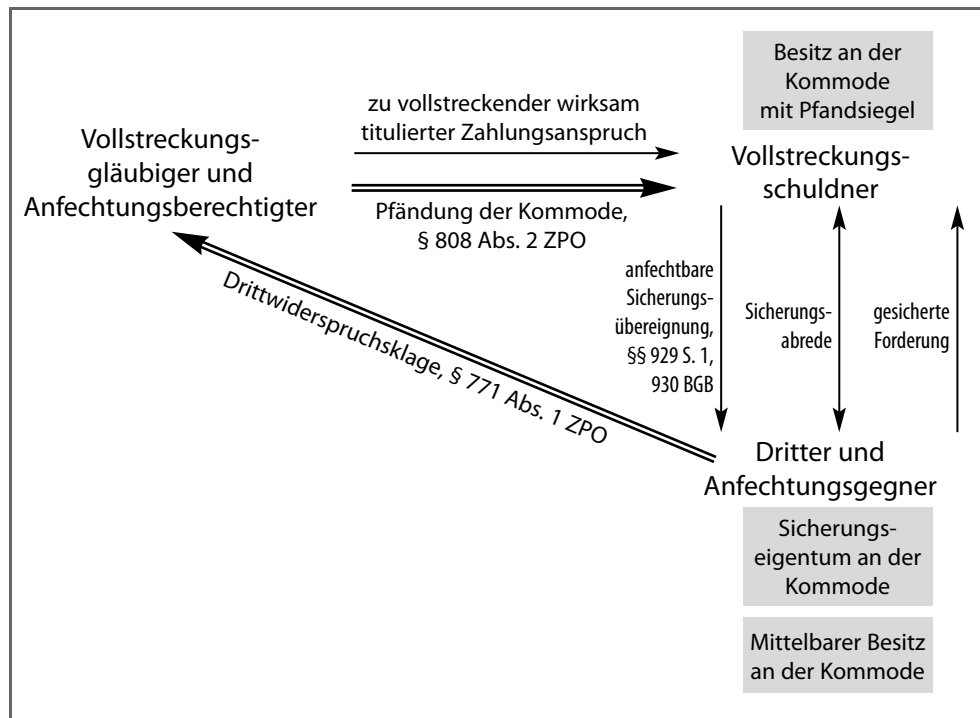 Besitz an der
Kommode
mit Pfandsiegel
zu vollstreckender wirksam
titulierter Zahlungsanspruch
Vollstreckungs-
gläubiger und
Anfechtungsberechtigter
Vollstreckungs-
schuldner
Pfändung der Kommode,
§ 808 Abs. 2 ZPO
Drittwiderspruchsklage, § 771 Abs. 1 ZPO
anfechtbare
Sicherungs-
übereignung,
§§ 929 S. 1,
930 BGB
Sicherungs-
abrede
gesicherte
Forderung
Dritter und
Anfechtungsgegner
Sicherungs-
eigentum an der
Kommode
Mittelbarer Besitz
an der Kommode